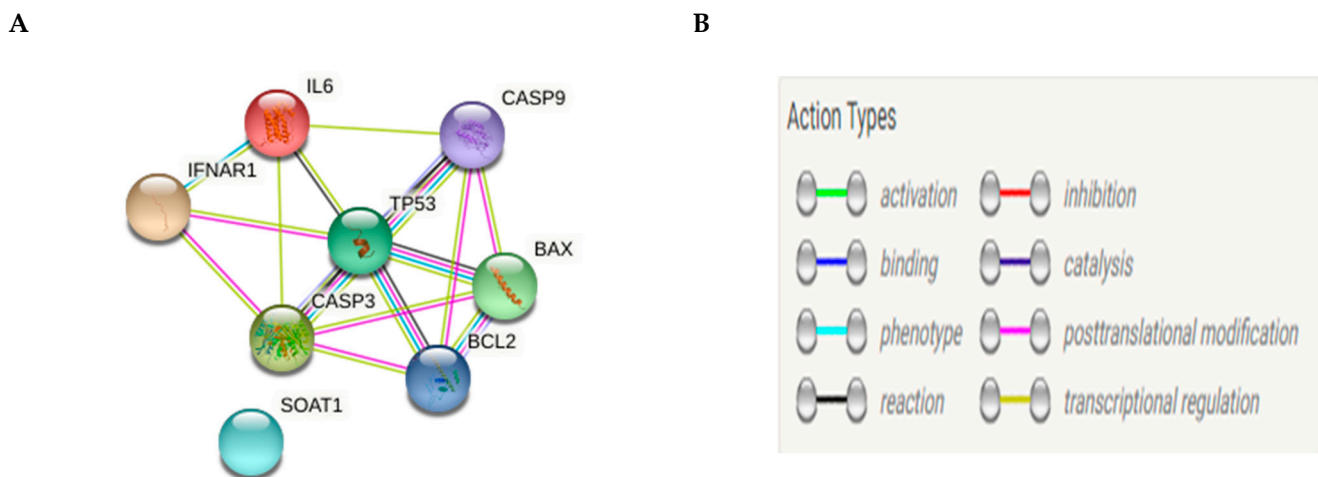 A
B
IL6
CASP9
IFNAR1
TP53
BAX
CASP3
BCL2
SOAT1
Action Types
activation
inhibition
binding
catalysis
phenotype
posttranslational modification
reaction
transcriptional regulation